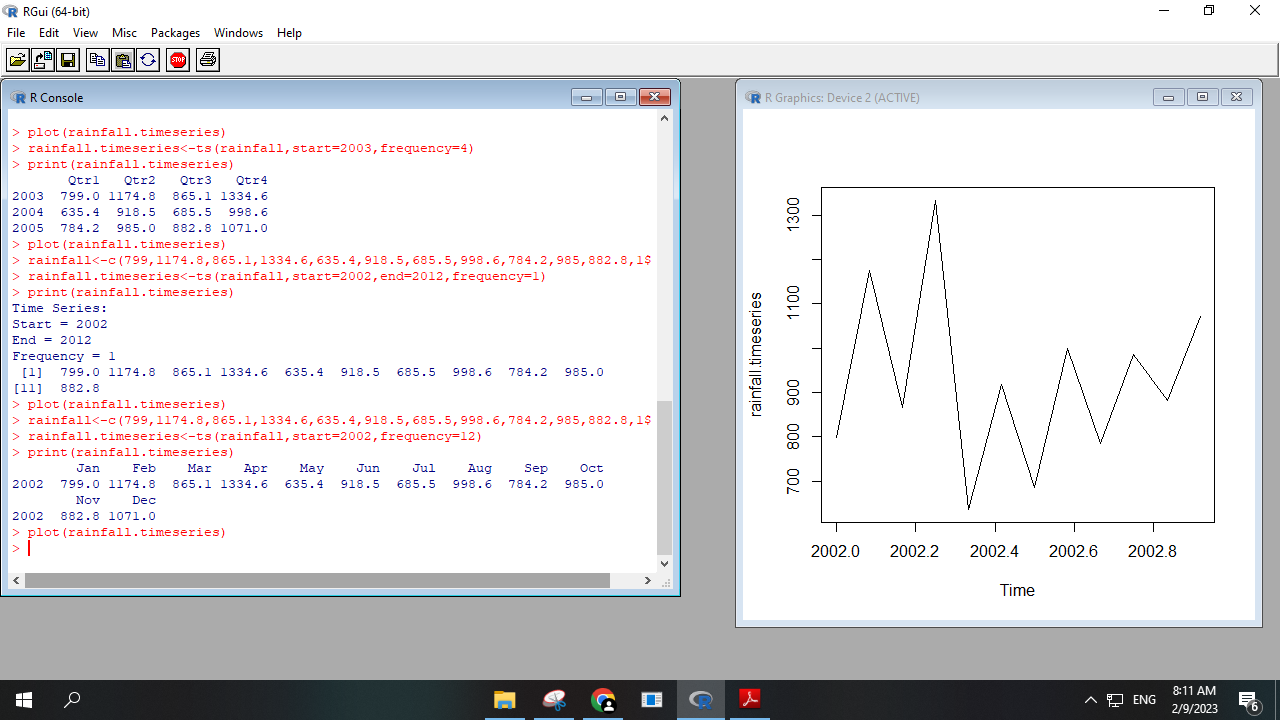 RGui (64-bit)
File Edit View Misc Packages Windows Help
STOP
R Console
> plot(rainfall.timeseries)
> rainfall.timeseries<-ts(rainfall,start=2003,frequency=4)
> print(rainfall.timeseries)
       Qtr1   Qtr2   Qtr3   Qtr4
2003  799.0 1174.8  865.1 1334.6
2004  635.4  918.5  685.5  998.6
2005  784.2  985.0  882.8 1071.0
> plot(rainfall.timeseries)
> rainfall<-c(799,1174.8,865.1,1334.6,635.4,918.5,685.5,998.6,784.2,985,882.8,1$
> rainfall.timeseries<-ts(rainfall,start=2002,end=2012,frequency=1)
> print(rainfall.timeseries)
Time Series:
Start = 2002
End = 2012
Frequency = 1
 [1]  799.0 1174.8  865.1 1334.6  635.4  918.5  685.5  998.6  784.2  985.0
[11]  882.8
> plot(rainfall.timeseries)
> rainfall<-c(799,1174.8,865.1,1334.6,635.4,918.5,685.5,998.6,784.2,985,882.8,1$
> rainfall.timeseries<-ts(rainfall,start=2002,frequency=12)
> print(rainfall.timeseries)
        Jan    Feb    Mar    Apr    May    Jun    Jul    Aug    Sep    Oct
2002  799.0 1174.8  865.1 1334.6  635.4  918.5  685.5  998.6  784.2  985.0
        Nov    Dec
2002  882.8 1071.0
> plot(rainfall.timeseries)
>
R Graphics: Device 2 (ACTIVE)
rainfall.timeseries
1300
1100
900
800
700
2002.0 2002.2 2002.4 2002.6 2002.8
Time
ENG
8:11 AM
2/9/2023
6